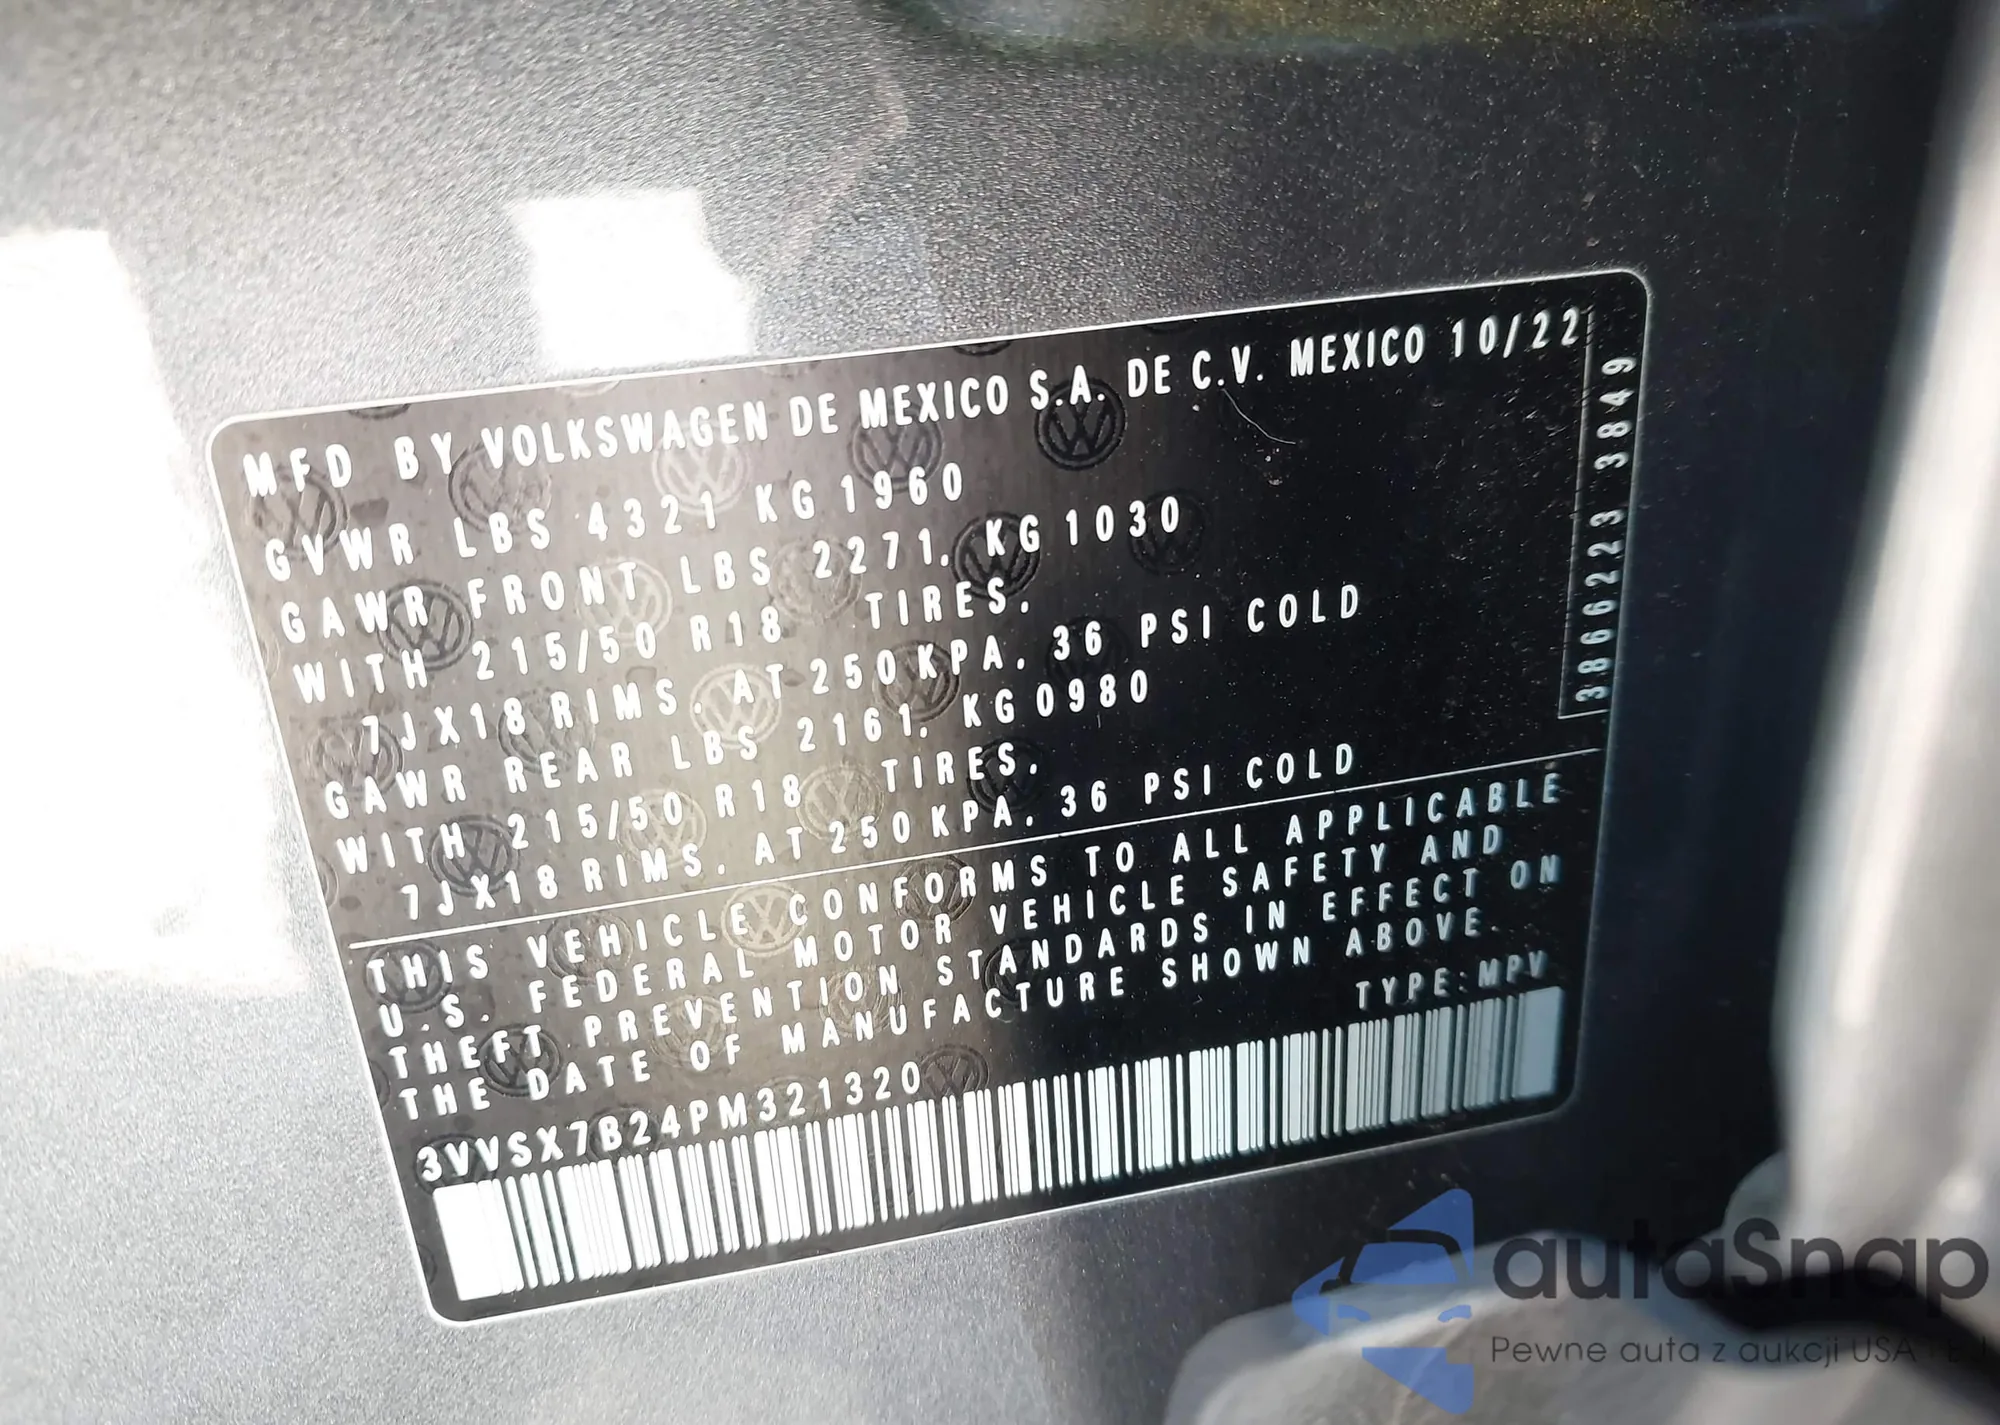 MFD BY VOLKSWAGEN DE MEXICO S.A. DE C.V. MEXICO 10/22
GVWR LBS 4321 KG 1960
GAWR FRONT LBS 2271. KG 1030
WITH 215/50 R18 TIRES.
7JX18 RIMS. AT 250 KPA. 36 PSI COLD
GAWR REAR LBS 2161. KG 0980
WITH 215/50 R18 TIRES.
7JX18 RIMS. AT 250 KPA. 36 PSI COLD
3866223 3849
THIS VEHICLE CONFORMS TO ALL APPLICABLE
U.S. FEDERAL MOTOR VEHICLE SAFETY AND
THEFT PREVENTION STANDARDS IN EFFECT ON
THE DATE OF MANUFACTURE SHOWN ABOVE.
TYPE: MPV
3VVSX7B24PM321320
autaSnap
Pewne auta z aukcji USA i EU